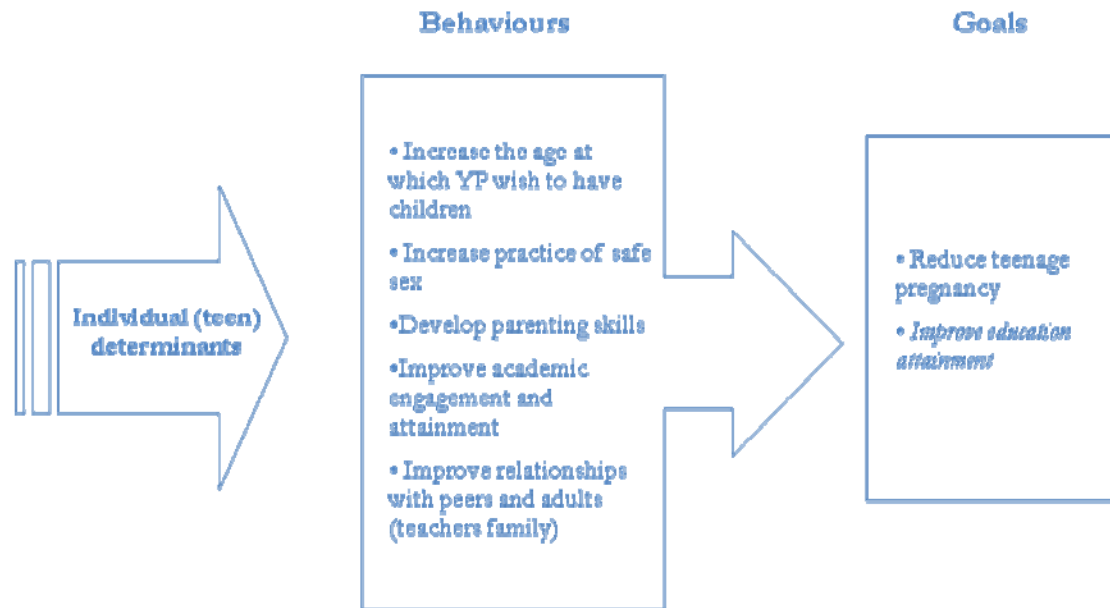 Behaviours
Goals
Individual (teen)
determinants
• Increase the age at
which YP wish to have
children
• Increase practice of safe
sex
•Develop parenting skills
•Improve academic
engagement and
attainment
• Improve relationships
with peers and adults
(teachers family)
• Reduce teenage
pregnancy
• Improve education
attainment